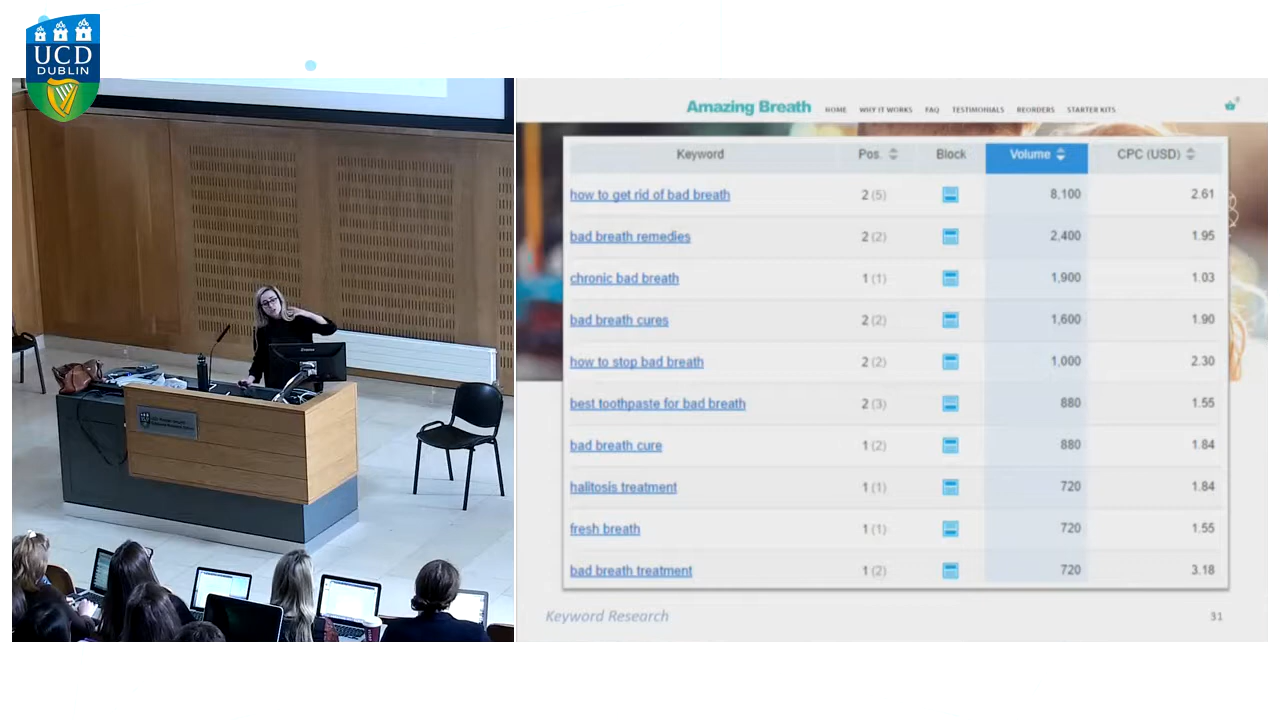 UCD
DUBLIN
Amazing Breath HOME WHY IT WORKS FAQ TESTIMONIALS REORDERS STARTER KITS
Keyword Pos. Block Volume CPC (USD)
how to get rid of bad breath 2 (5) 8,100 2.61
bad breath remedies 2 (2) 2,400 1.95
chronic bad breath 1 (1) 1,900 1.03
bad breath cures 2 (2) 1,600 1.90
how to stop bad breath 2 (2) 1,000 2.30
best toothpaste for bad breath 2 (3) 880 1.55
bad breath cure 1 (2) 880 1.84
halitosis treatment 1 (1) 720 1.84
fresh breath 1 (1) 720 1.55
bad breath treatment 1 (2) 720 3.18
Keyword Research 31